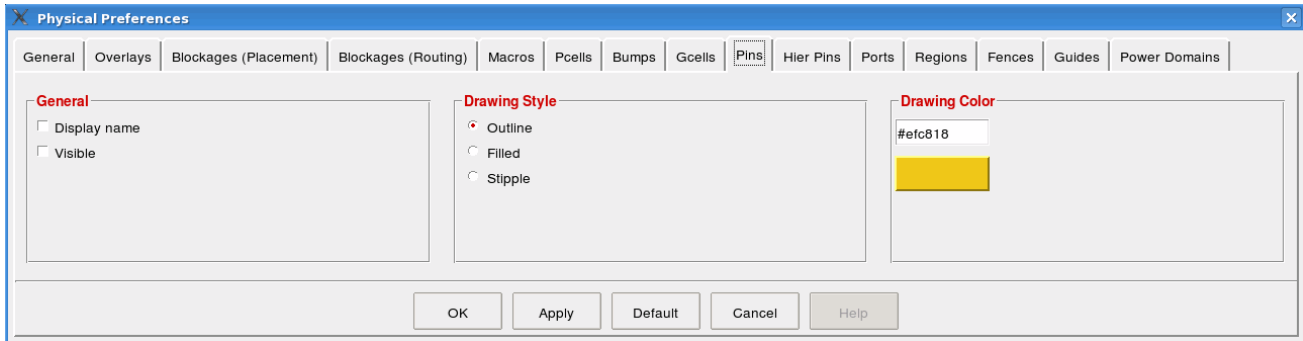 Physical Preferences
General Overlays Blockages (Placement) Blockages (Routing) Macros Pcells Bumps Gcells Pins Hier Pins Ports Regions Fences Guides Power Domains
General Drawing Style Drawing Color
Display name Outline #efc818
Visible Filled
Stipple
OK Apply Default Cancel Help